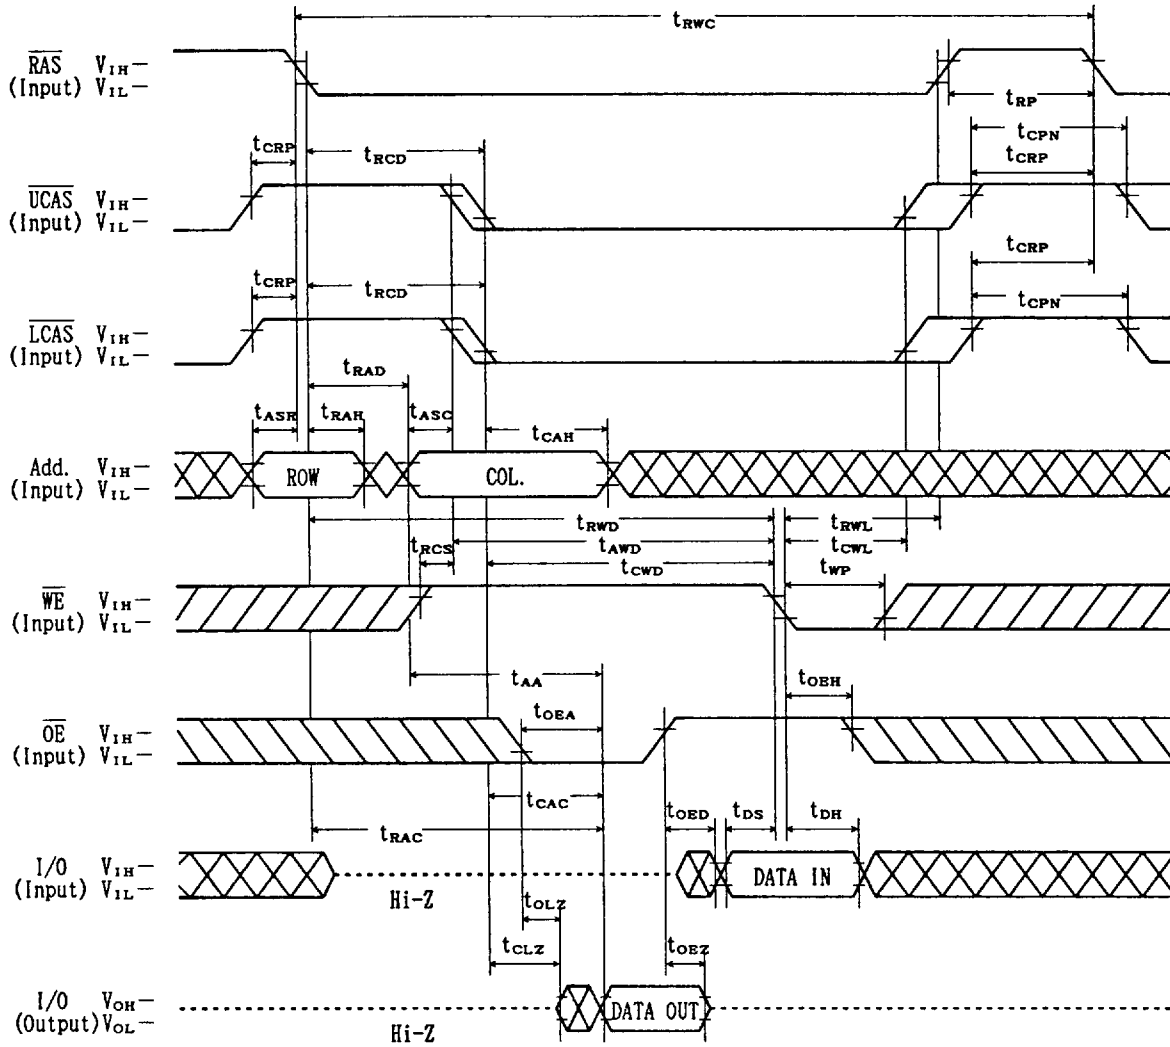 tRWC
RAS VIH
(Input) VIL
tRP
tCRP tRCD tCPN
tCRP
UCAS VIH
(Input) VIL
tCRP tRCD tCRP
tCPN
LCAS VIH
(Input) VIL
tRAD
tASR tRAH tASC tCAH
Add. VIH
(Input) VIL
ROW COL.
tRWD tRWL
tRCS tAWD tCWL
tCWD tWP
WE VIH
(Input) VIL
tAA tOEH
tOEA
OE VIH
(Input) VIL
tCAC tOED tDS tDH
tRAC
I/O VIH
(Input) VIL
DATA IN
Hi-Z
tOLZ
tCLZ tOEZ
I/O VOH
(Output) VOL
DATA OUT
Hi-Z